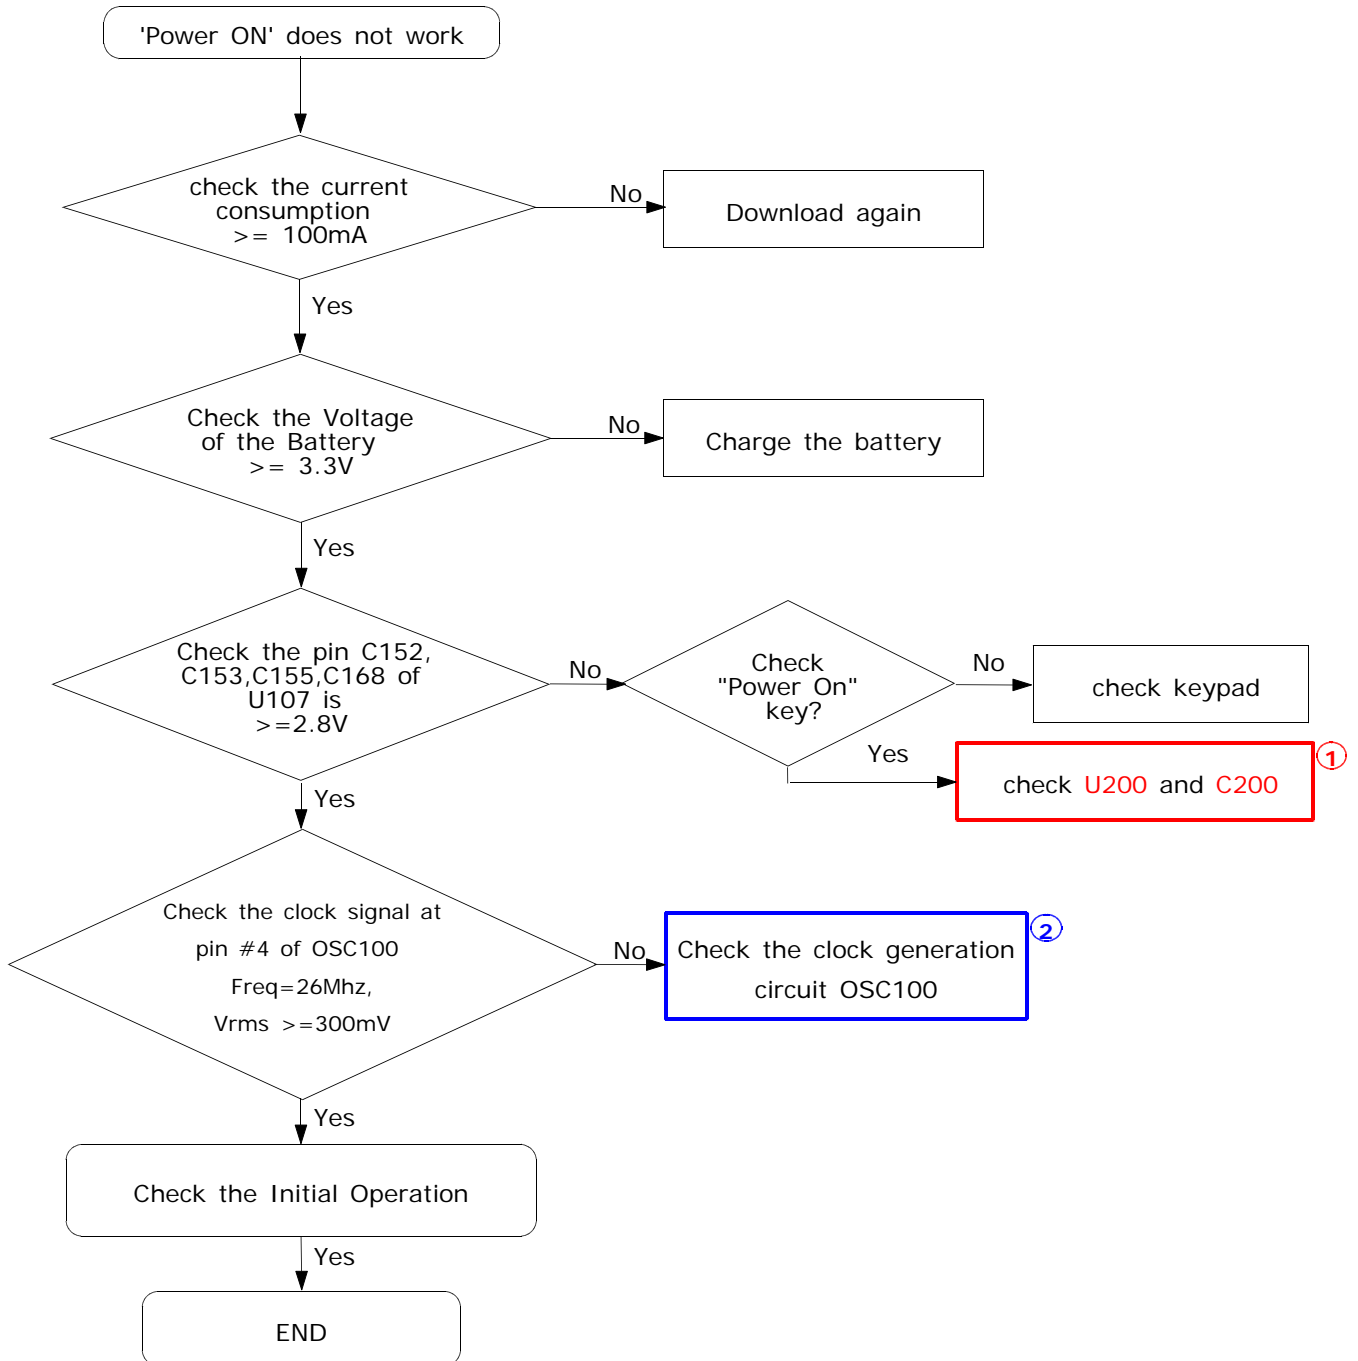 'Power ON' does not work
check the current
consumption
>= 100mA
No
Download again
Yes
Check the Voltage
of the Battery
>= 3.3V
No
Charge the battery
Yes
Check the pin C152,
C153,C155,C168 of
U107 is
>=2.8V
No
Check
"Power On"
key?
No
check keypad
Yes
check U200 and C200
1
Yes
Check the clock signal at
pin #4 of OSC100
Freq=26Mhz,
Vrms >=300mV
No
Check the clock generation
circuit OSC100
2
Yes
Check the Initial Operation
Yes
END